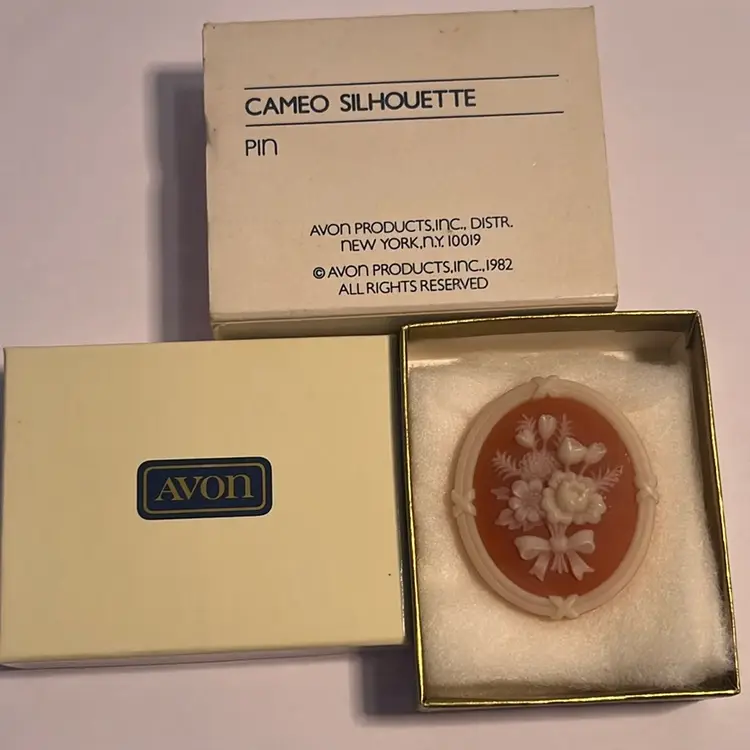 CAMEO SILHOUETTE
PIN
AVON PRODUCTS,INC., DISTR.
NEW YORK,N.Y. 10019
© AVON PRODUCTS,INC.,1982
ALL RIGHTS RESERVED
AVON